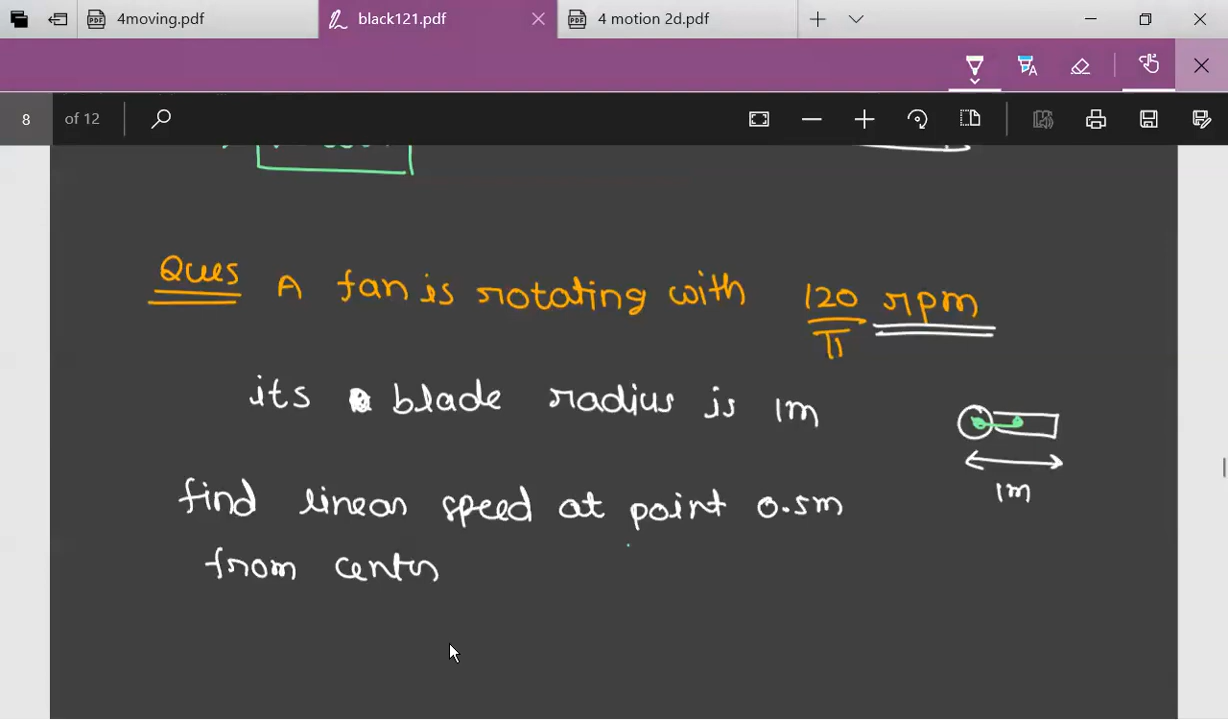 4moving.pdf black121.pdf 4 motion 2d.pdf
8 of 12
Ques A fan is rotating with 120/π rpm
its blade radius is 1m
1m
find linear speed at point 0.5m
from center